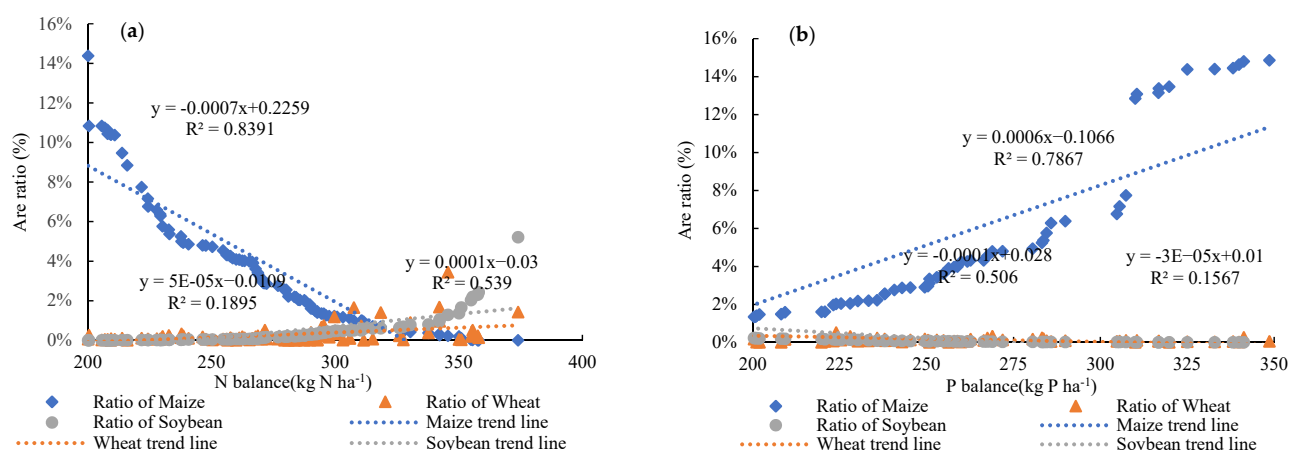 (a)
16%
14%
12%
10%
8%
6%
4%
2%
0%
Are ratio (%)
y = -0.0007x+0.2259
R² = 0.8391
y = 5E-05x−0.0109
R² = 0.1895
y = 0.0001x−0.03
R² = 0.539
200
250
300
350
400
N balance(kg N ha⁻¹)
Ratio of Maize
Ratio of Wheat
Ratio of Soybean
Maize trend line
Wheat trend line
Soybean trend line
(b)
16%
14%
12%
10%
8%
6%
4%
2%
0%
Are ratio (%)
y = 0.0006x−0.1066
R² = 0.7867
y = -0.0001x+0.028
R² = 0.506
y = -3E−05x+0.01
R² = 0.1567
200
225
250
275
300
325
350
P balance(kg P ha⁻¹)
Ratio of Maize
Ratio of Wheat
Ratio of Soybean
Maize trend line
Wheat trend line
Soybean trend line